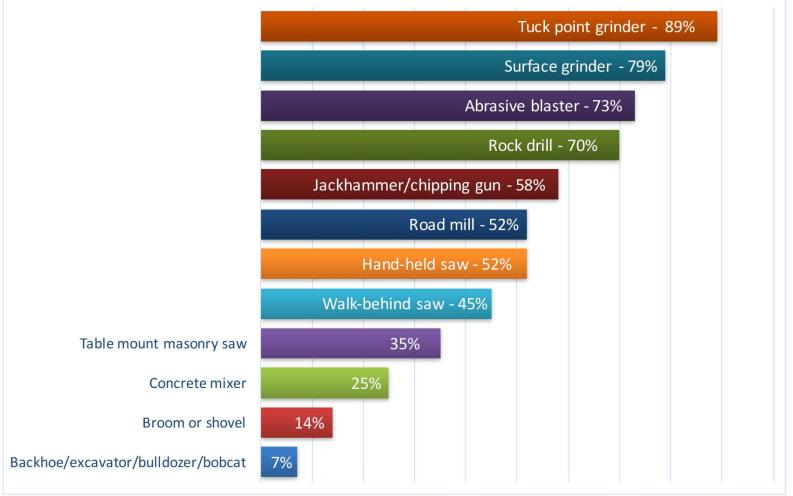 Tuck point grinder - 89%
Surface grinder - 79%
Abrasive blaster - 73%
Rock drill - 70%
Jackhammer/chipping gun - 58%
Road mill - 52%
Hand-held saw - 52%
Walk-behind saw - 45%
Table mount masonry saw 35%
Concrete mixer 25%
Broom or shovel 14%
Backhoe/excavator/bulldozer/bobcat 7%